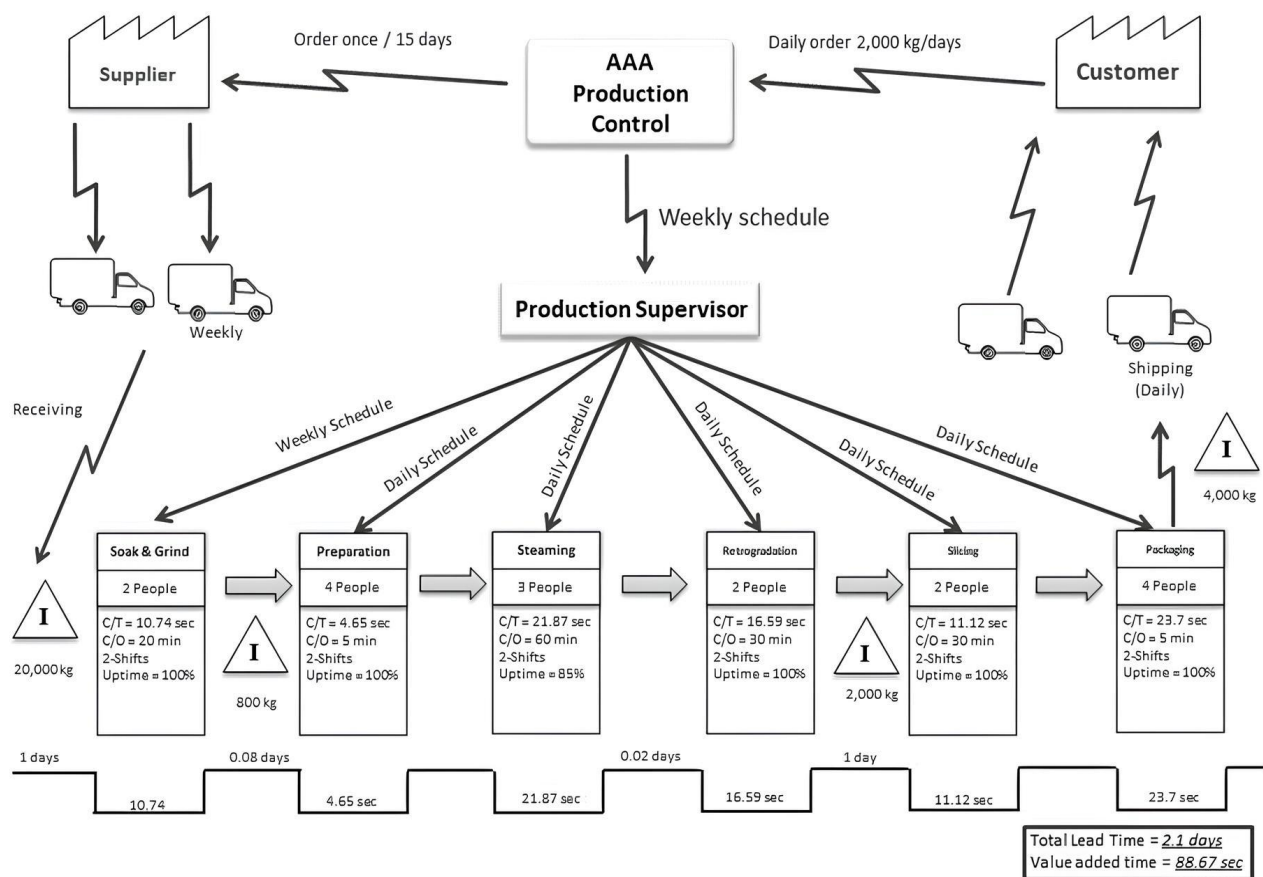 Supplier
Order once / 15 days
AAA
Production
Control
Daily order 2,000 kg/days
Customer
Weekly schedule
Weekly
Production Supervisor
Shipping
(Daily)
Receiving
Weekly Schedule
Daily Schedule
Daily Schedule
Daily Schedule
Daily Schedule
Daily Schedule
I
4,000 kg
I
20,000 kg
Soak & Grind
2 People
C/T = 10.74 sec
C/O = 20 min
2-Shifts
Uptime = 100%
I
800 kg
Preparation
4 People
C/T = 4.65 sec
C/O = 5 min
2-Shifts
Uptime = 100%
Steaming
3 People
C/T = 21.87 sec
C/O = 60 min
2-Shifts
Uptime = 85%
Retrogradation
2 People
C/T = 16.59 sec
C/O = 30 min
2-Shifts
Uptime = 100%
I
2,000 kg
Slicing
2 People
C/T = 11.12 sec
C/O = 30 min
2-Shifts
Uptime = 100%
Packaging
4 People
C/T = 23.7 sec
C/O = 5 min
2-Shifts
Uptime = 100%
1 days
0.08 days
0.02 days
1 day
10.74
4.65 sec
21.87 sec
16.59 sec
11.12 sec
23.7 sec
Total Lead Time = 2.1 days
Value added time = 88.67 sec